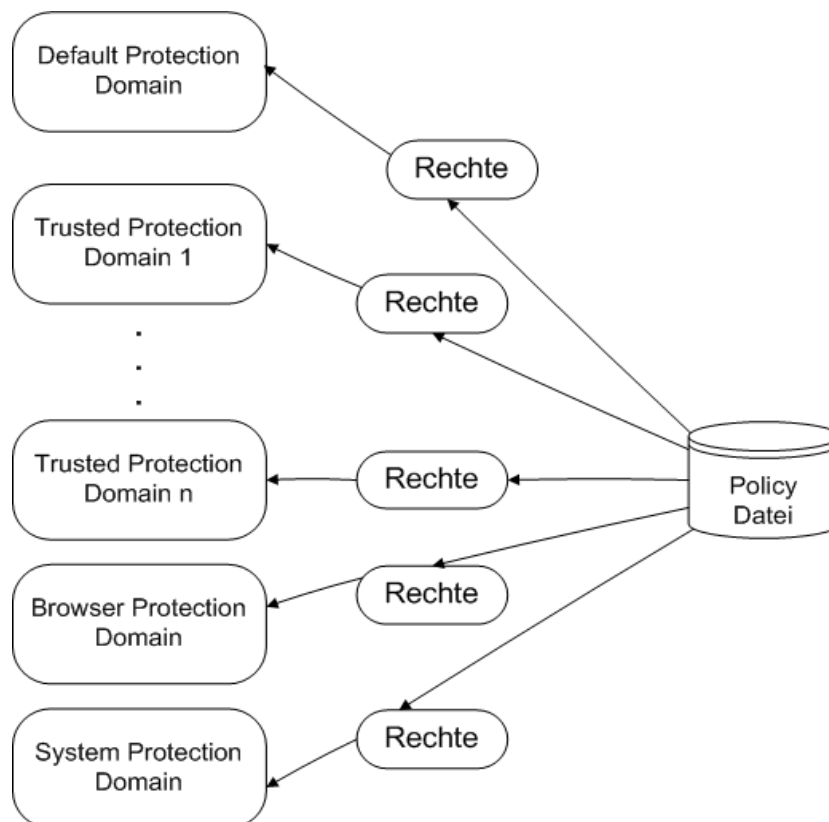 Default Protection
Domain
Rechte
Trusted Protection
Domain 1
Rechte
Trusted Protection
Domain n
Rechte
Policy
Datei
Browser Protection
Domain
Rechte
System Protection
Domain
Rechte